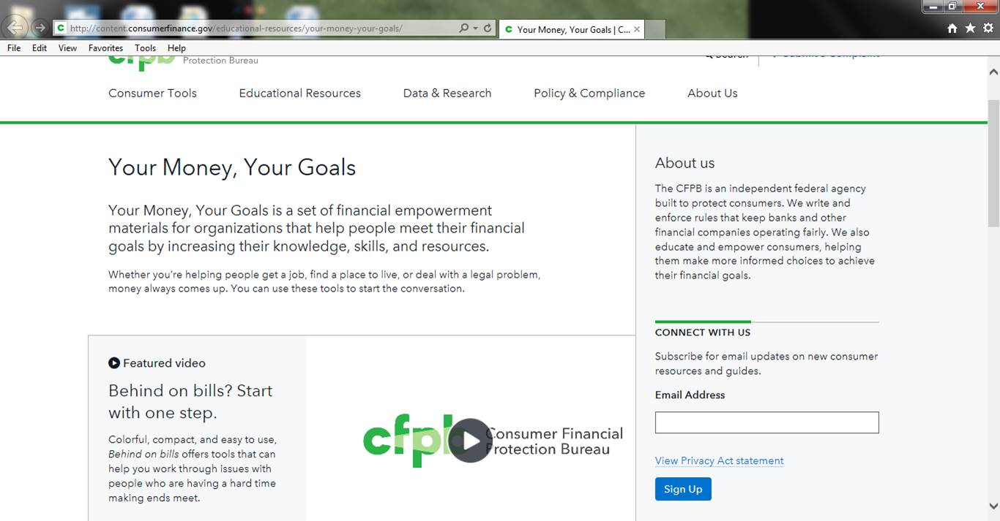 http://content.consumerfinance.gov/educational-resources/your-money-your-goals/
Your Money, Your Goals | C...
File Edit View Favorites Tools Help
cfpb
Protection Bureau
Search
Submit a Complaint
Consumer Tools
Educational Resources
Data & Research
Policy & Compliance
About Us
Your Money, Your Goals
Your Money, Your Goals is a set of financial empowerment
materials for organizations that help people meet their financial
goals by increasing their knowledge, skills, and resources.
Whether you're helping people get a job, find a place to live, or deal with a legal problem,
money always comes up. You can use these tools to start the conversation.
Featured video
Behind on bills? Start
with one step.
Colorful, compact, and easy to use,
Behind on bills offers tools that can
help you work through issues with
people who are having a hard time
making ends meet.
cfpb
Consumer Financial
Protection Bureau
About us
The CFPB is an independent federal agency
built to protect consumers. We write and
enforce rules that keep banks and other
financial companies operating fairly. We also
educate and empower consumers, helping
them make more informed choices to achieve
their financial goals.
CONNECT WITH US
Subscribe for email updates on new consumer
resources and guides.
Email Address
View Privacy Act statement
Sign Up